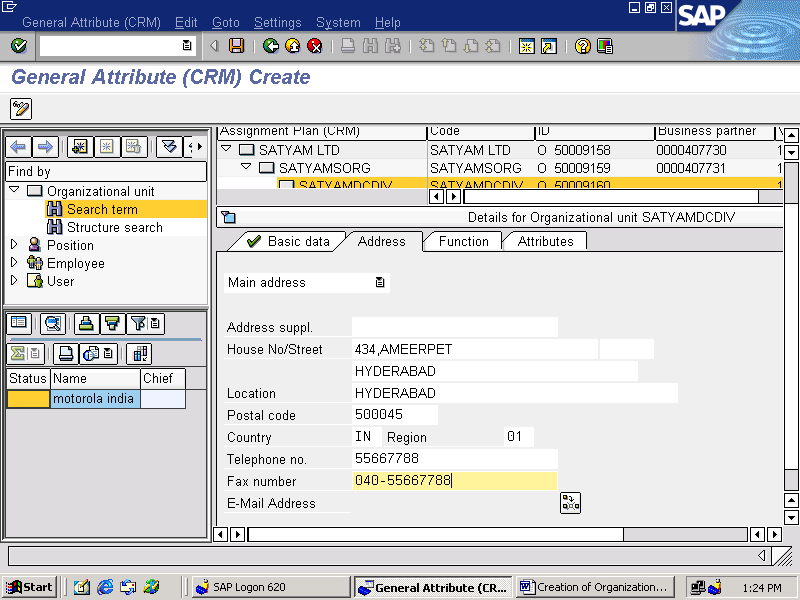 General Attribute (CRM) Edit Goto Settings System Help
SAP
General Attribute (CRM) Create
Assignment Plan (CRM) Code ID Business partner
SATYAM LTD SATYAM LTD O 50009158 0000407730 1
SATYAMSORG SATYAMSORG O 50009159 0000407731 1
SATYAMDCDIV SATYAMDCDIV O 50009160
Find by
Organizational unit
Search term
Structure search
Position
Employee
User
Details for Organizational unit SATYAMDCDIV
Basic data Address Function Attributes
Main address
Address suppl.
House No/Street 434,AMEERPET
HYDERABAD
Location HYDERABAD
Postal code 500045
Country IN Region 01
Telephone no. 55667788
Fax number 040-55667788
E-Mail Address
Status Name Chief
motorola india
Start SAP Logon 620 General Attribute (CR... Creation of Organization... 1:24 PM